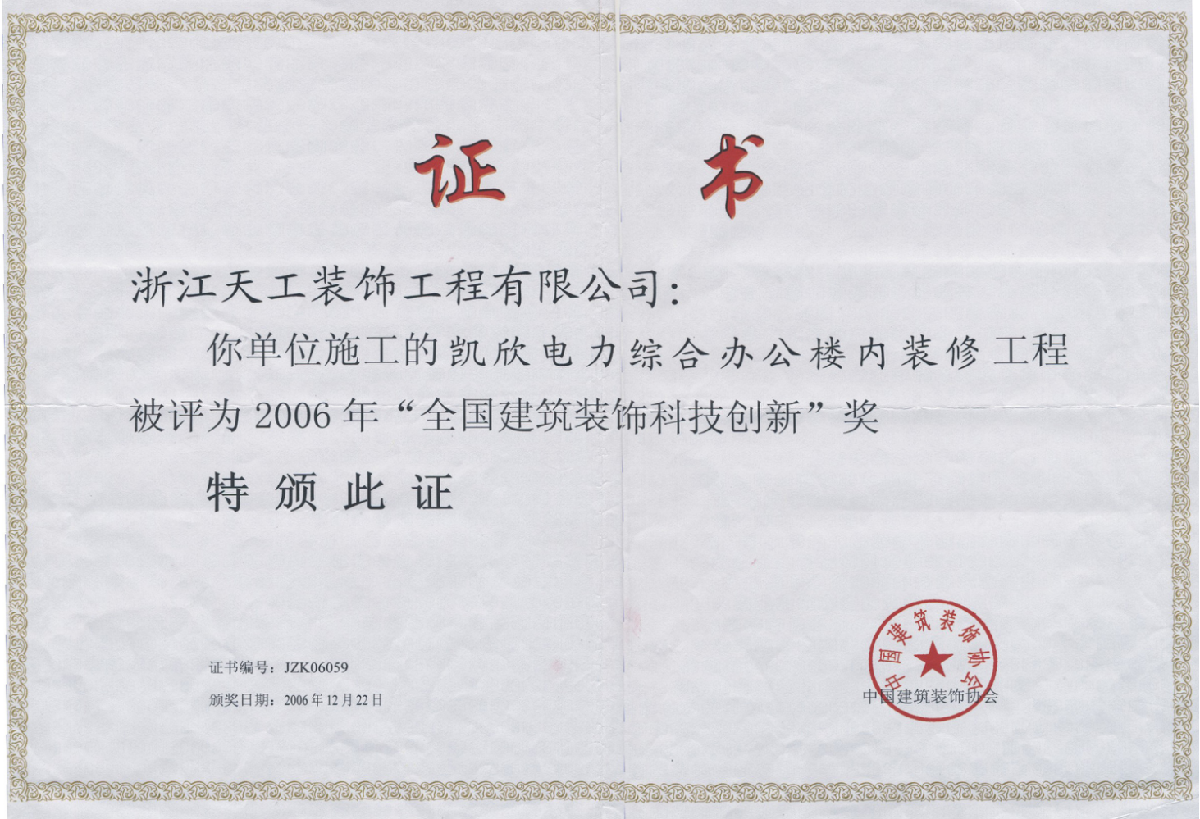 证书
浙江天工装饰工程有限公司：
你单位施工的凯欣电力综合办公楼内装修工程
被评为2006年“全国建筑装饰科技创新”奖
特颁此证
中国建筑装饰协会
证书编号：JZK06059
颁奖日期：2006年12月22日
中国建筑装饰协会